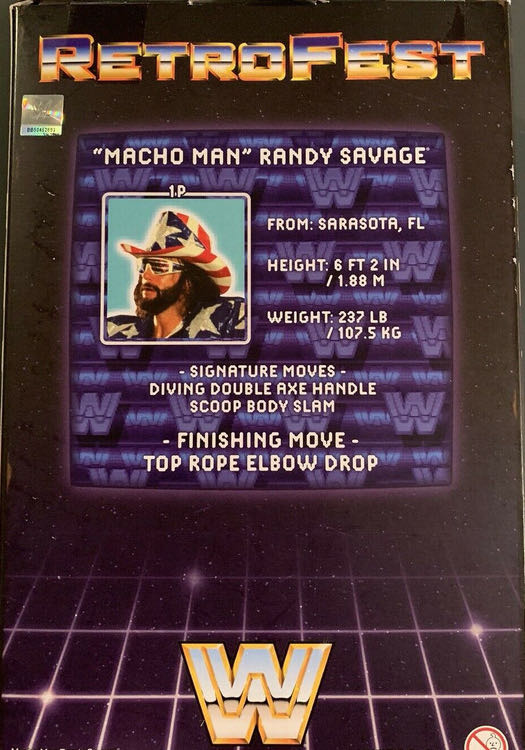 RETROFEST
"MACHO MAN" RANDY SAVAGE
1P
FROM: SARASOTA, FL
HEIGHT: 6 FT 2 IN
/ 1.88 M
WEIGHT: 237 LB
/ 107.5 KG
- SIGNATURE MOVES -
DIVING DOUBLE AXE HANDLE
SCOOP BODY SLAM
- FINISHING MOVE -
TOP ROPE ELBOW DROP
W